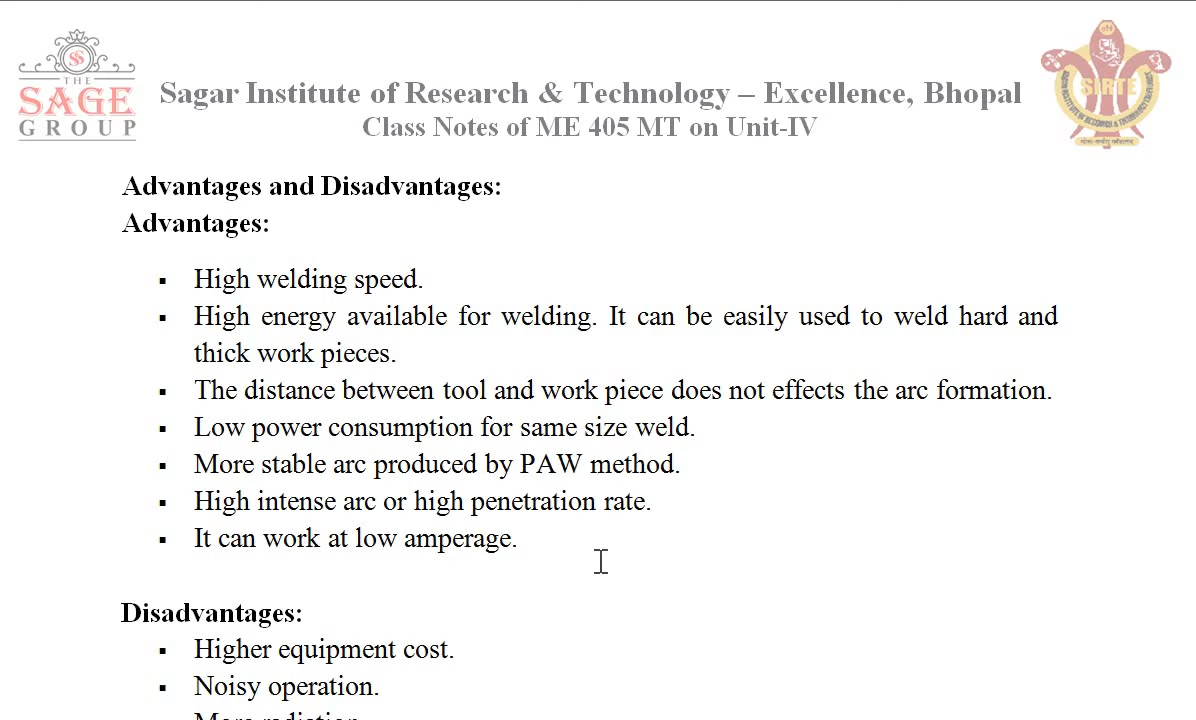 THE
SAGE
GROUP
Sagar Institute of Research & Technology – Excellence, Bhopal
Class Notes of ME 405 MT on Unit-IV
SIRTE
Advantages and Disadvantages:
Advantages:
▪ High welding speed.
▪ High energy available for welding. It can be easily used to weld hard and
thick work pieces.
▪ The distance between tool and work piece does not effects the arc formation.
▪ Low power consumption for same size weld.
▪ More stable arc produced by PAW method.
▪ High intense arc or high penetration rate.
▪ It can work at low amperage.
Disadvantages:
▪ Higher equipment cost.
▪ Noisy operation.
More radiation